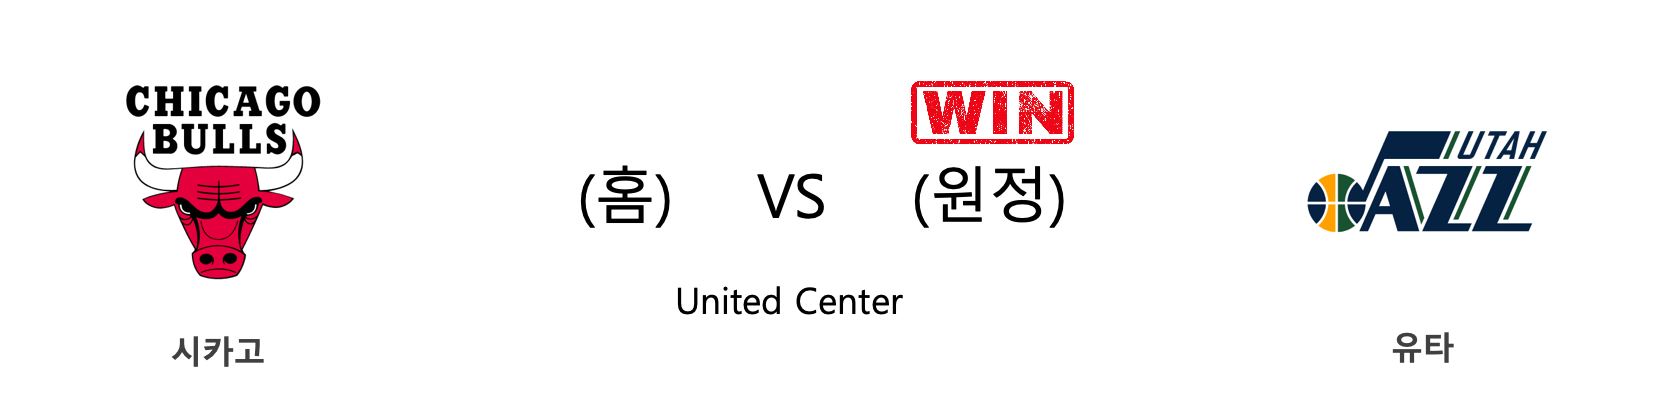 CHICAGO
BULLS
시카고
WIN
(홈) VS (원정)
United Center
UTAH
JAZZ
유타